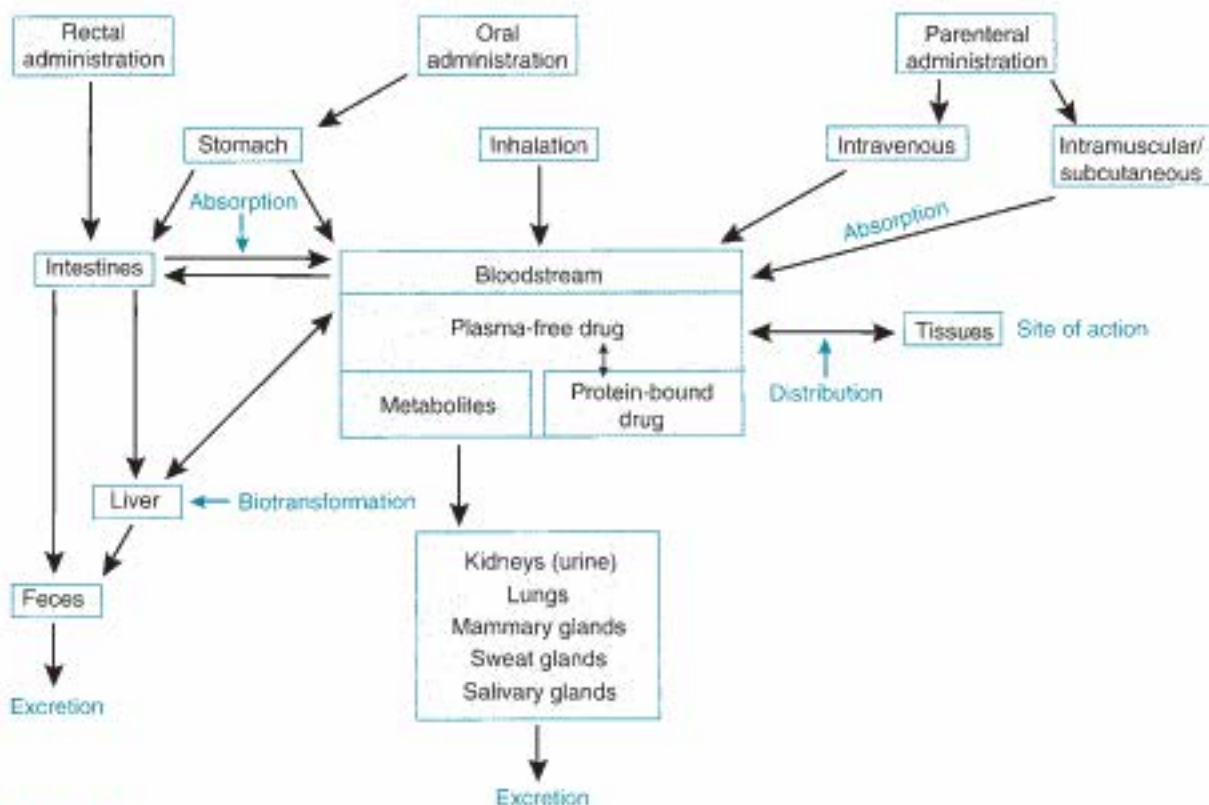 Rectal
administration
Oral
administration
Parenteral
administration
Stomach
Inhalation
Intravenous
Intramuscular/
subcutaneous
Absorption
Absorption
Intestines
Bloodstream
Plasma-free drug
Tissues
Site of action
Metabolites
Protein-bound
drug
Distribution
Liver
Biotransformation
Kidneys (urine)
Lungs
Mammary glands
Sweat glands
Salivary glands
Feces
Excretion
Excretion